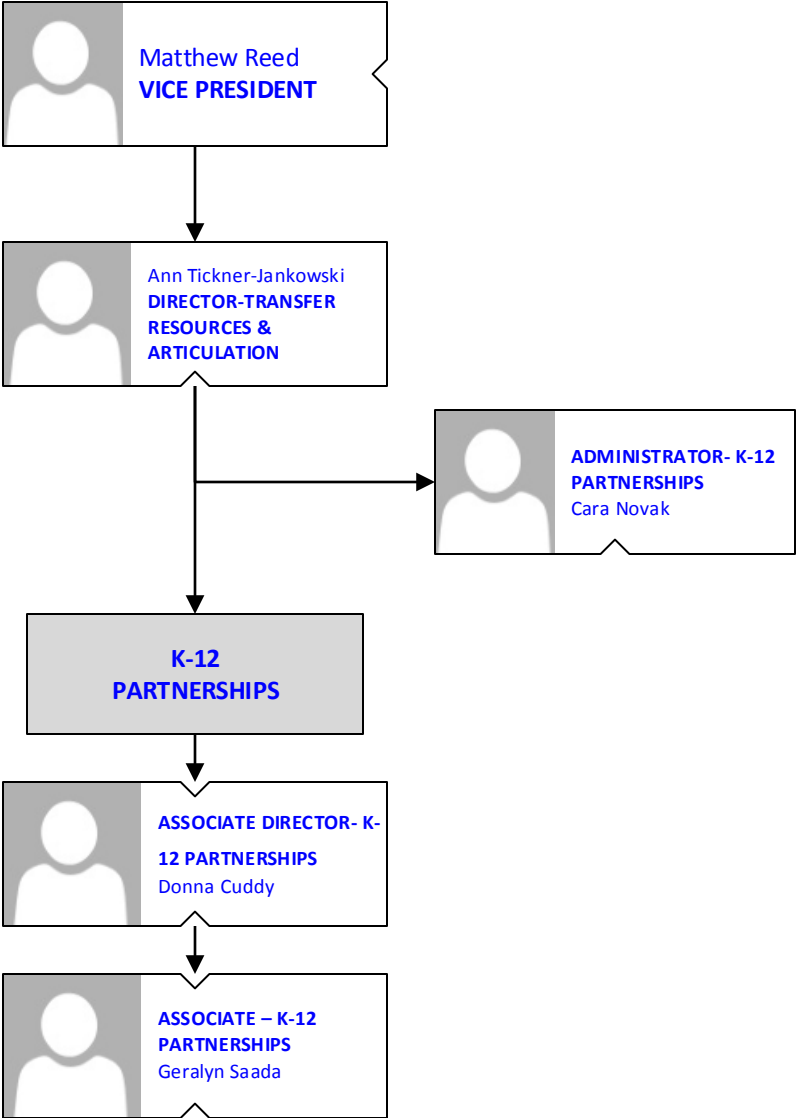 Matthew Reed
VICE PRESIDENT
Ann Tickner-Jankowski
DIRECTOR-TRANSFER
RESOURCES &
ARTICULATION
ADMINISTRATOR- K-12
PARTNERSHIPS
Cara Novak
K-12
PARTNERSHIPS
ASSOCIATE DIRECTOR- K-
12 PARTNERSHIPS
Donna Cuddy
ASSOCIATE – K-12
PARTNERSHIPS
Geralyn Saada